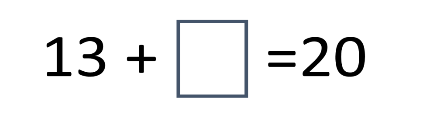 13 + □ =20